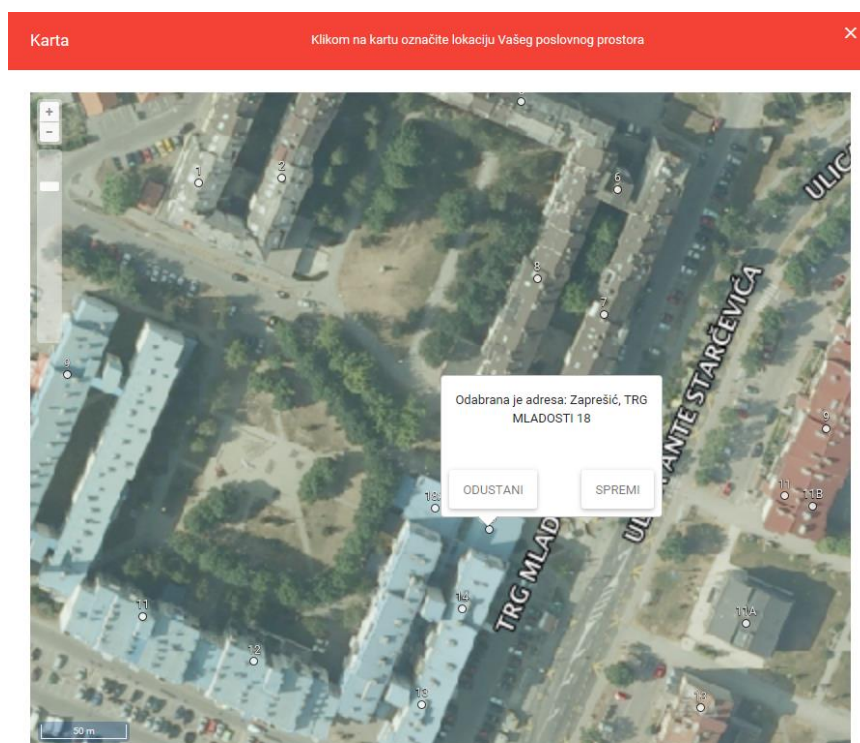 Karta
Klikom na kartu označite lokaciju Vašeg poslovnog prostora
×
+
−
1
2
6
ULICA
8
7
9
ANTE STARČEVIĆA
Odabrana je adresa: Zaprešić, TRG
MLADOSTI 18
ODUSTANI
SPREMI
9
11
11B
TRG MLAD
14
11
11A
12
13
13
50 m